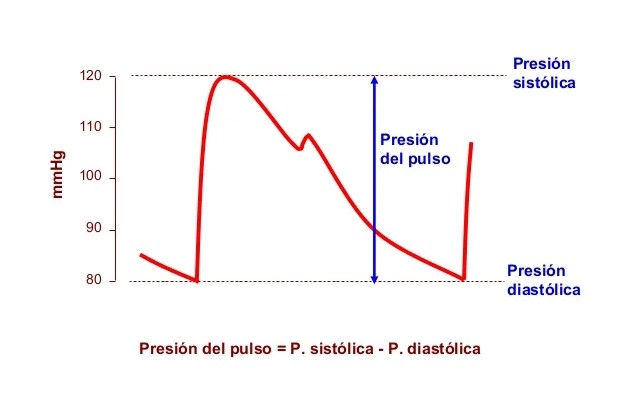 Presión
sistólica
120
110
Presión
del pulso
mmHg
100
90
80
Presión
diastólica
Presión del pulso = P. sistólica - P. diastólica